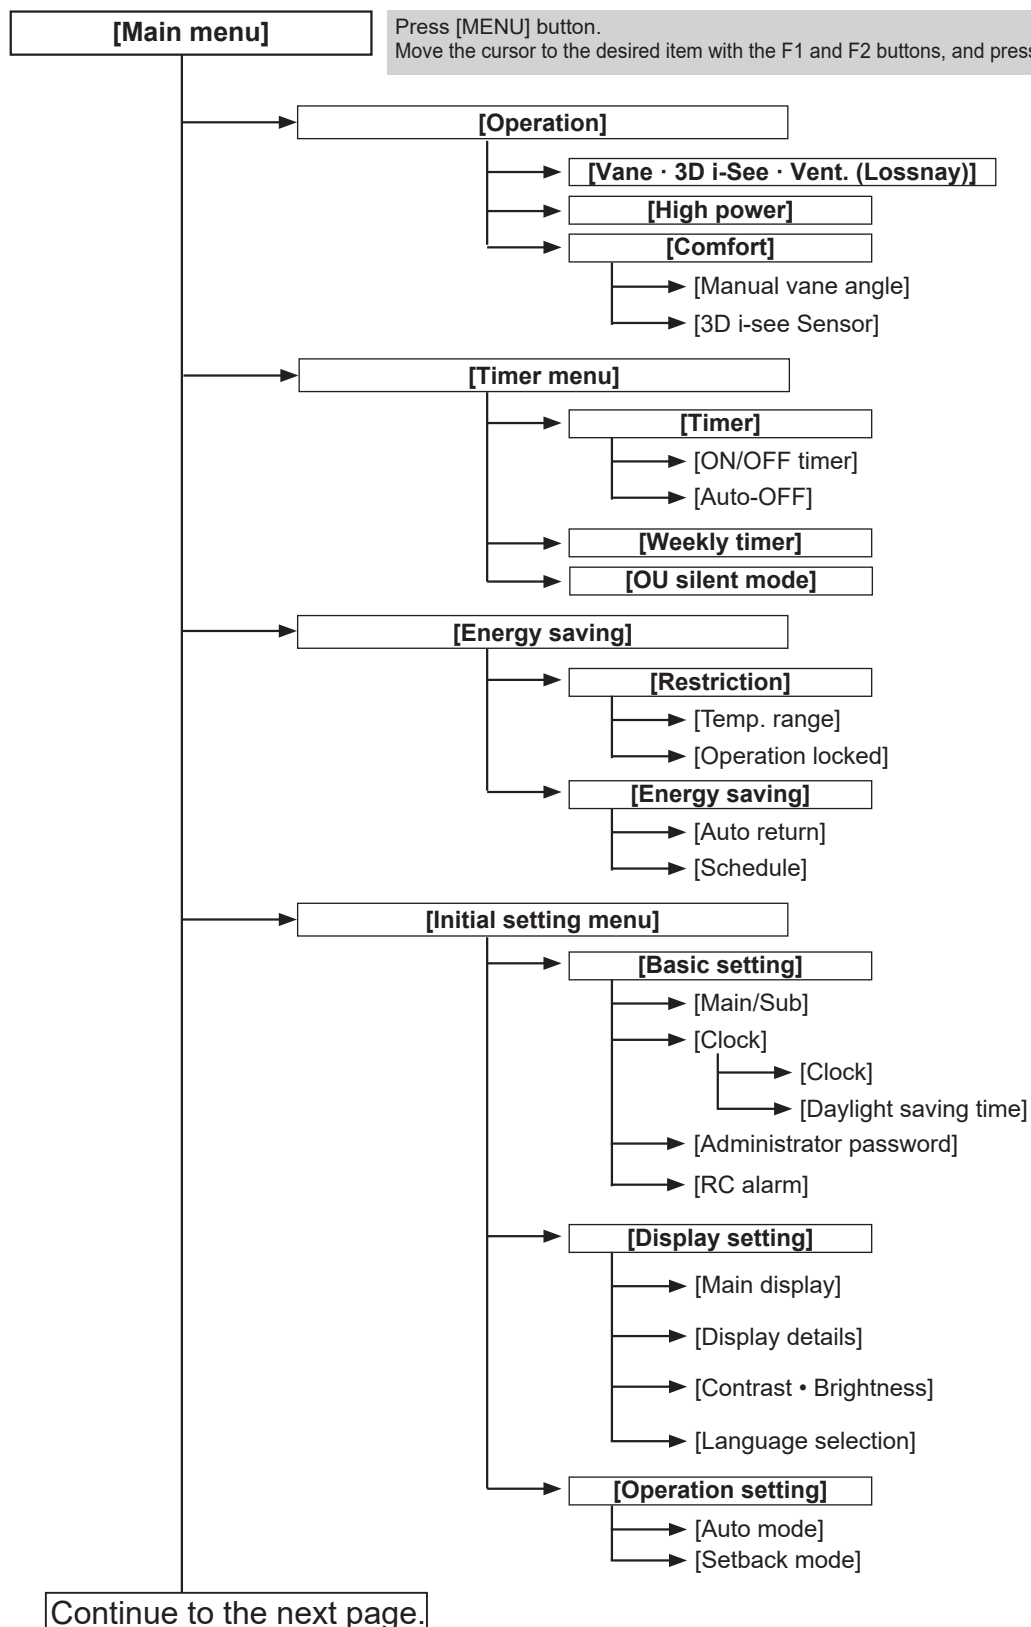 [Main menu]
Press [MENU] button.
Move the cursor to the desired item with the F1 and F2 buttons, and press
[Operation]
[Vane · 3D i-See · Vent. (Lossnay)]
[High power]
[Comfort]
[Manual vane angle]
[3D i-see Sensor]
[Timer menu]
[Timer]
[ON/OFF timer]
[Auto-OFF]
[Weekly timer]
[OU silent mode]
[Energy saving]
[Restriction]
[Temp. range]
[Operation locked]
[Energy saving]
[Auto return]
[Schedule]
[Initial setting menu]
[Basic setting]
[Main/Sub]
[Clock]
[Clock]
[Daylight saving time]
[Administrator password]
[RC alarm]
[Display setting]
[Main display]
[Display details]
[Contrast • Brightness]
[Language selection]
[Operation setting]
[Auto mode]
[Setback mode]
Continue to the next page.